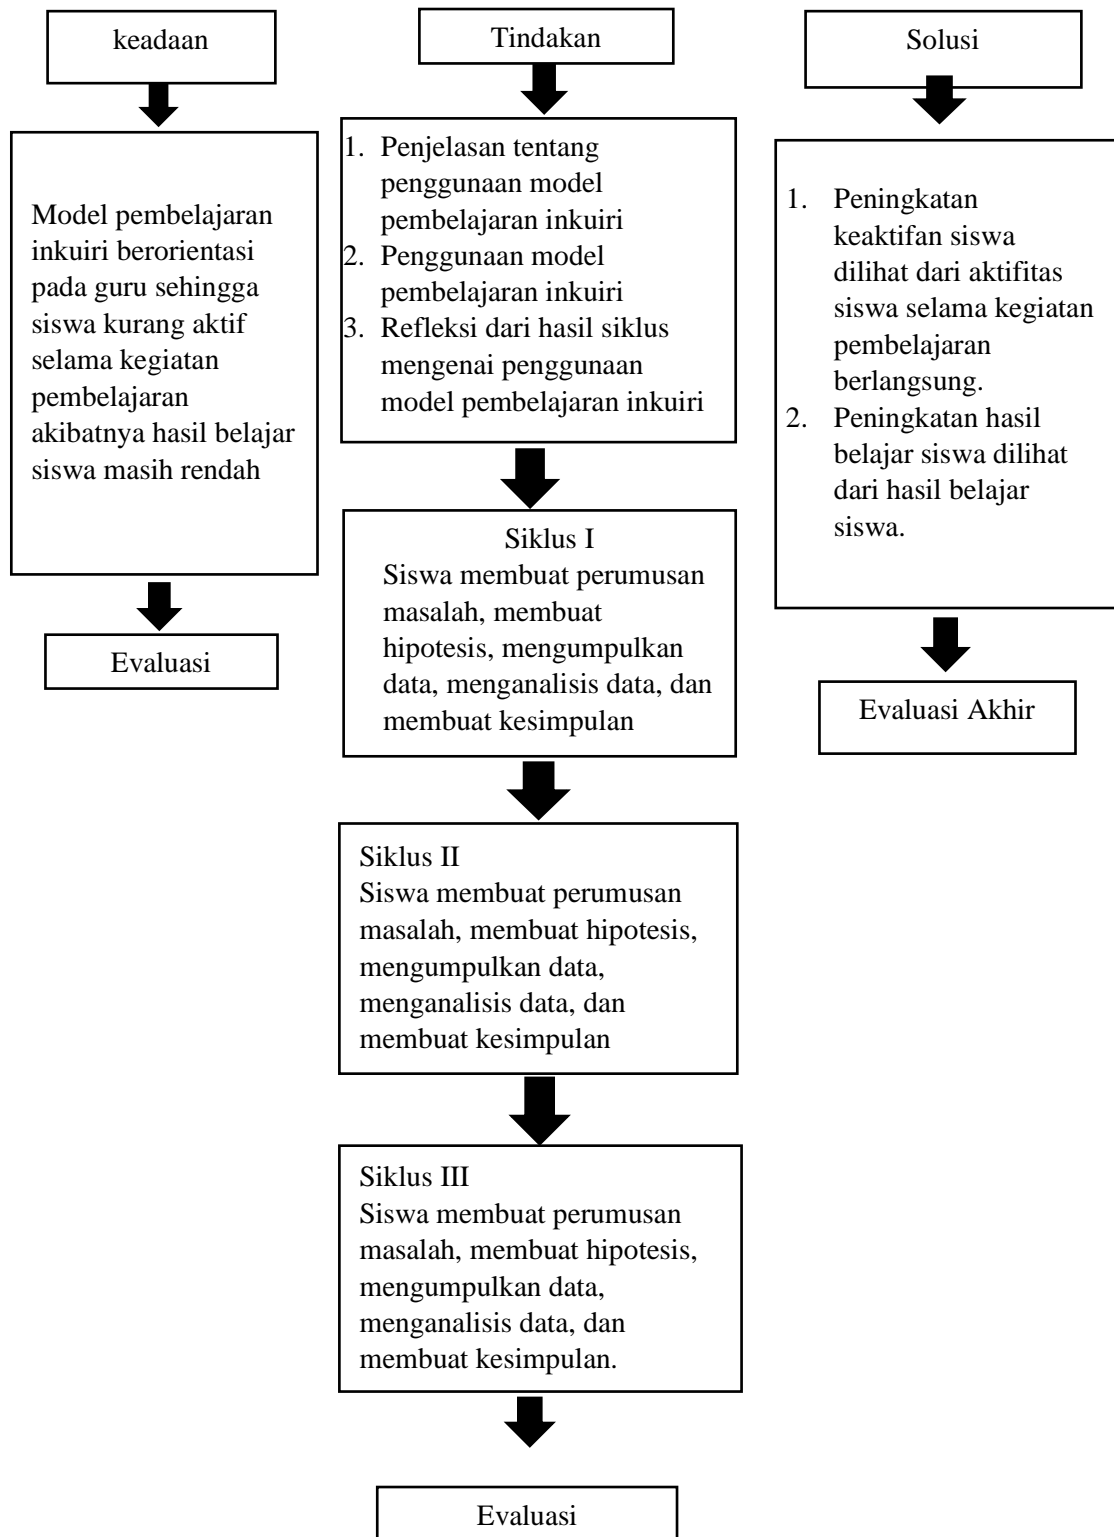 keadaan
Model pembelajaran
inkuiri berorientasi
pada guru sehingga
siswa kurang aktif
selama kegiatan
pembelajaran
akibatnya hasil belajar
siswa masih rendah
Evaluasi
Tindakan
1. Penjelasan tentang
penggunaan model
pembelajaran inkuiri
2. Penggunaan model
pembelajaran inkuiri
3. Refleksi dari hasil siklus
mengenai penggunaan
model pembelajaran inkuiri
Siklus I
Siswa membuat perumusan
masalah, membuat
hipotesis, mengumpulkan
data, menganalisis data, dan
membuat kesimpulan
Siklus II
Siswa membuat perumusan
masalah, membuat hipotesis,
mengumpulkan data,
menganalisis data, dan
membuat kesimpulan
Siklus III
Siswa membuat perumusan
masalah, membuat hipotesis,
mengumpulkan data,
menganalisis data, dan
membuat kesimpulan.
Evaluasi
Solusi
1. Peningkatan
keaktifan siswa
dilihat dari aktifitas
siswa selama kegiatan
pembelajaran
berlangsung.
2. Peningkatan hasil
belajar siswa dilihat
dari hasil belajar
siswa.
Evaluasi Akhir